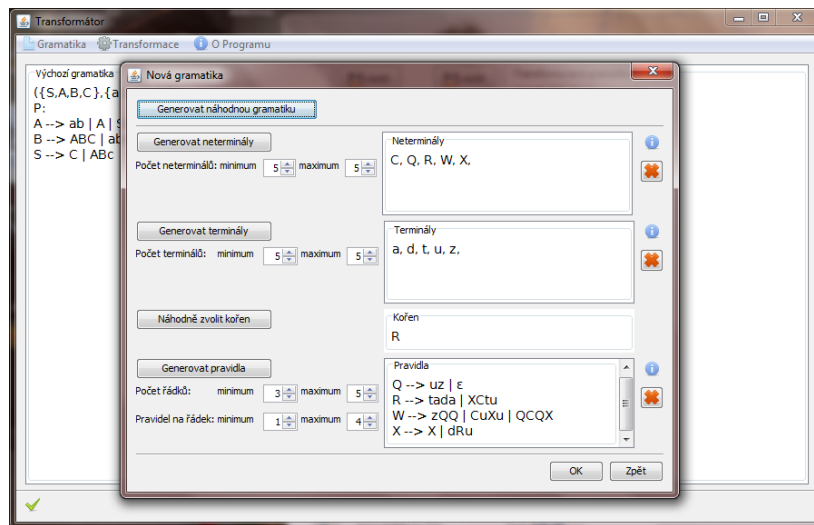 Transformátor
Gramatika Transformace O Programu
Výchozí gramatika
({S,A,B,C},{a
P:
A --> ab | A | S
B --> ABC | ab
S --> C | ABc
Nová gramatika
Generovat náhodnou gramatiku
Generovat neterminály
Počet neterminálů: minimum 5 maximum 5
Neterminály
C, Q, R, W, X,
Generovat terminály
Počet terminálů: minimum 5 maximum 5
Terminály
a, d, t, u, z,
Náhodně zvolit kořen
Kořen
R
Generovat pravidla
Počet řádků: minimum 3 maximum 5
Pravidel na řádek: minimum 1 maximum 4
Pravidla
Q --> uz | ε
R --> tada | XCtu
W --> zQQ | CuXu | QCQX
X --> X | dRu
OK Zpět